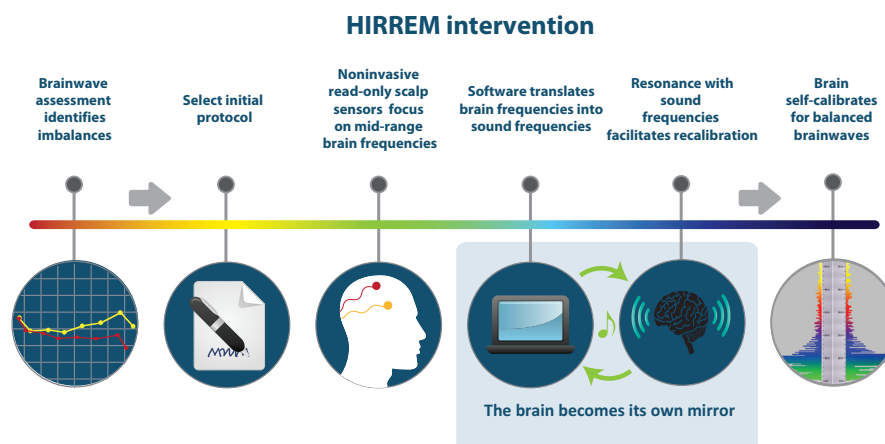 HIRREM intervention
Brainwave
assessment
identifies
imbalances
Select initial
protocol
Noninvasive
read-only scalp
sensors focus
on mid-range
brain frequencies
Software translates
brain frequencies into
sound frequencies
Resonance with
sound
frequencies
facilitates recalibration
Brain
self-calibrates
for balanced
brainwaves
The brain becomes its own mirror